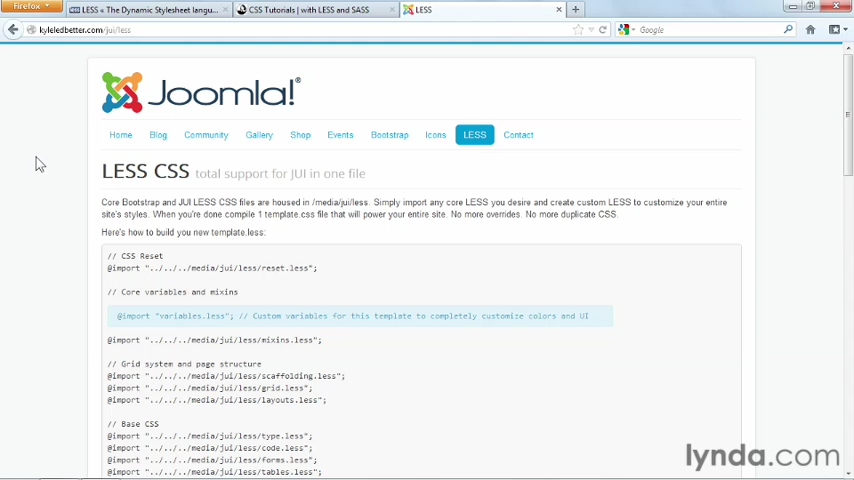 Firefox
LESS « The Dynamic Stylesheet langu...
CSS Tutorials | with LESS and SASS
LESS
kyleledbetter.com/jui/less
Google
Joomla!®
Home Blog Community Gallery Shop Events Bootstrap Icons LESS Contact
LESS CSS total support for JUI in one file
Core Bootstrap and JUI LESS CSS files are housed in /media/jui/less. Simply import any core LESS you desire and create custom LESS to customize your entire
site's styles. When you're done compile 1 template.css file that will power your entire site. No more overrides. No more duplicate CSS.
Here's how to build you new template.less:
// CSS Reset
@import "../../../media/jui/less/reset.less";
// Core variables and mixins
@import "variables.less"; // Custom variables for this template to completely customize colors and UI
@import "../../../media/jui/less/mixins.less";
// Grid system and page structure
@import "../../../media/jui/less/scaffolding.less";
@import "../../../media/jui/less/grid.less";
@import "../../../media/jui/less/layouts.less";
// Base CSS
@import "../../../media/jui/less/type.less";
@import "../../../media/jui/less/code.less";
@import "../../../media/jui/less/forms.less";
@import "../../../media/jui/less/tables.less";
lynda.com